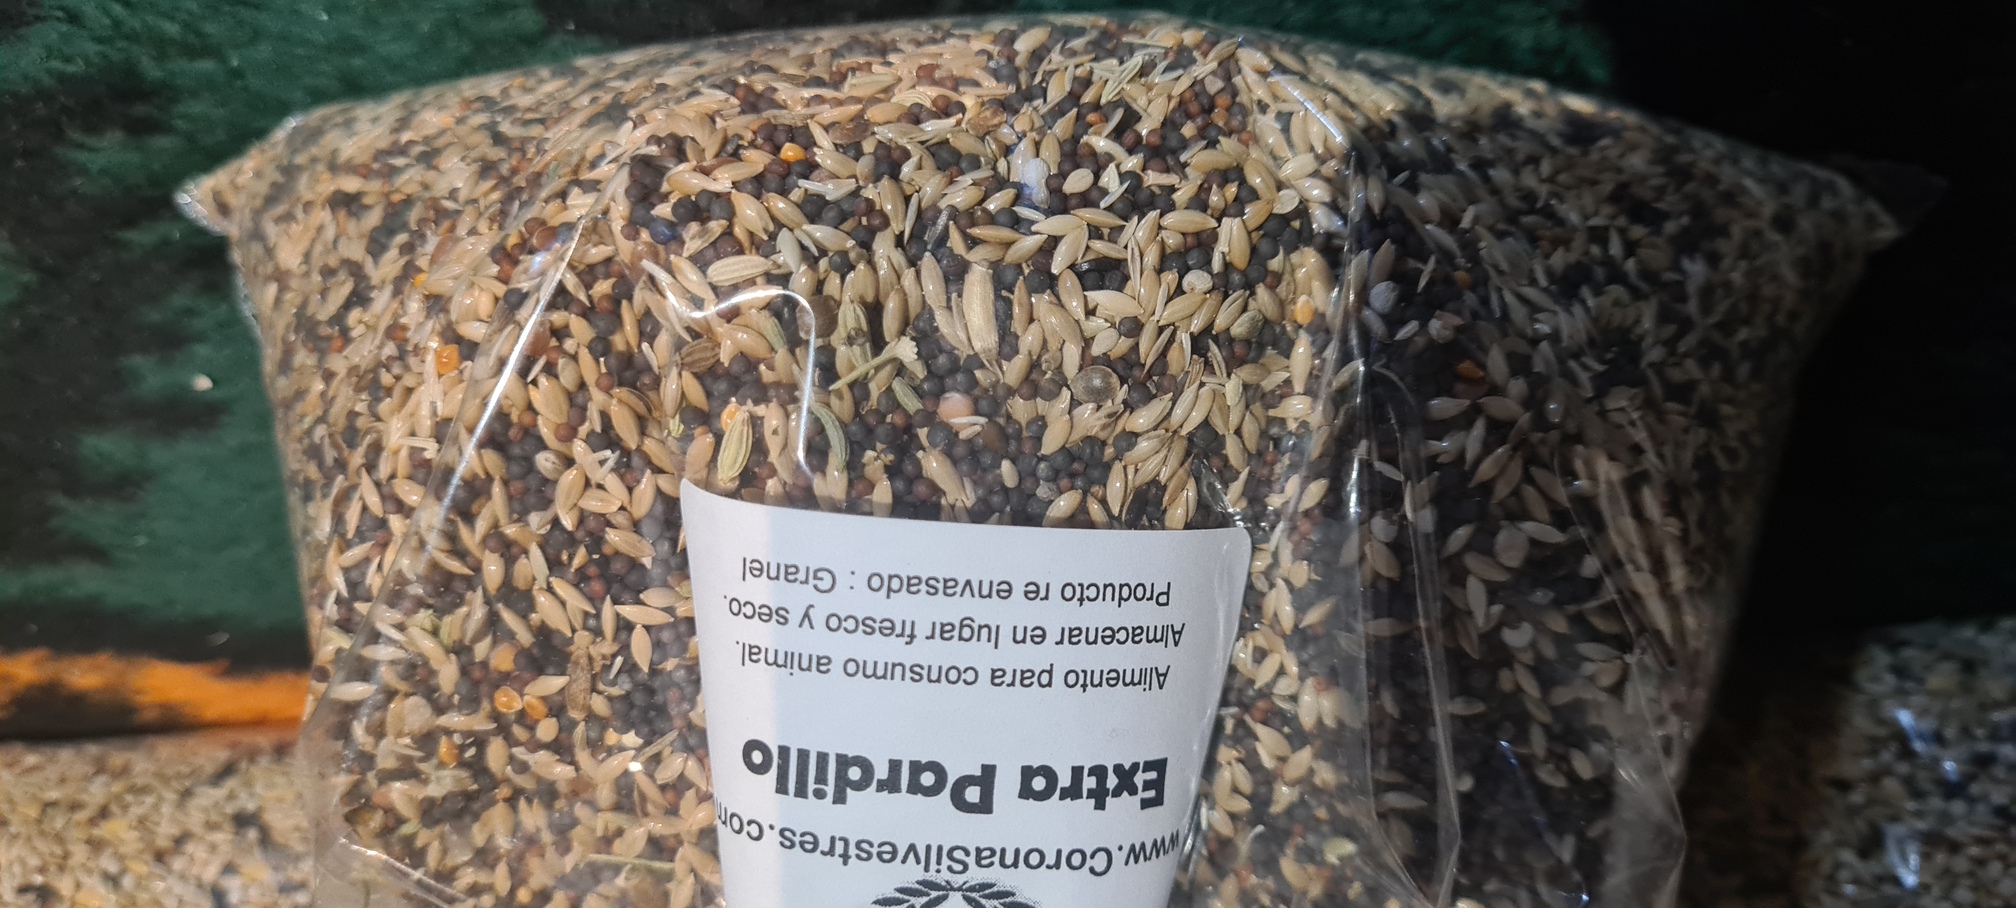 www.CoronaSilvestres.com
Extra Pardillo
Alimento para consumo animal.
Almacenar en lugar fresco y seco.
Producto re envasado : Granel